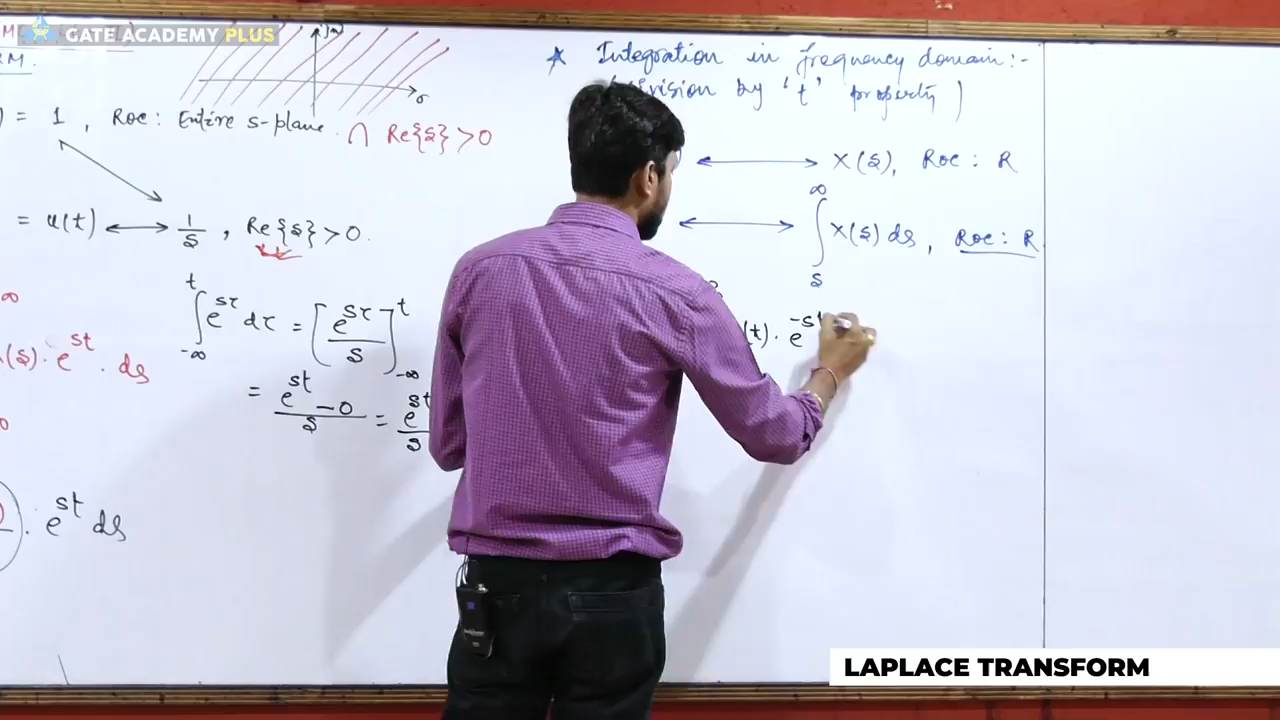 GATE ACADEMY PLUS
RM.
jω
σ
) = 1 , Roc : Entire s-plane. ∩ Re{s} > 0
= u(t) ⟷ 1/s , Re{s} > 0.
∫_{-∞}^{t} e^{sτ} dτ = [e^{sτ}/s]_{-∞}^{t}
= (e^{st} - 0)/s = e^{st}/s
∞
(s). e^{st} . ds
. e^{st} ds
★ Integration in frequency domain :-
division by 't' property )
⟷ X(s), Roc : R
⟷ ∫_{s}^{∞} X(s) ds , Roc : R
(t). e^{-st
LAPLACE TRANSFORM